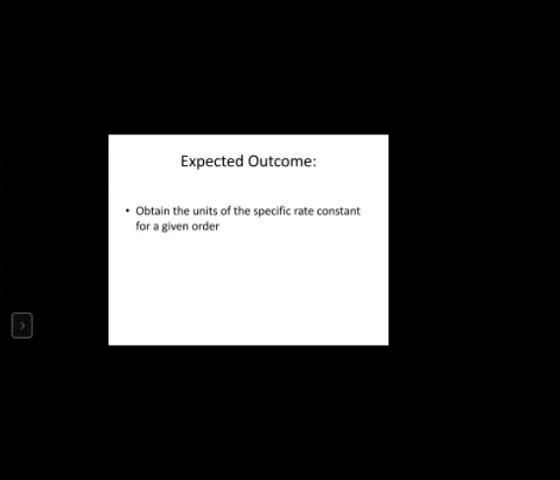 Expected Outcome:
• Obtain the units of the specific rate constant
for a given order